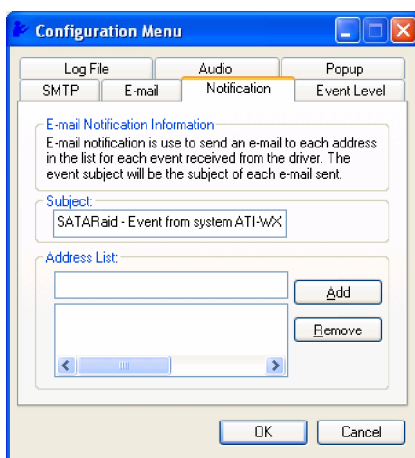 Configuration Menu
Log File Audio Popup
SMTP E-mail Notification Event Level
E-mail Notification Information
E-mail notification is use to send an e-mail to each address
in the list for each event received from the driver. The
event subject will be the subject of each e-mail sent.
Subject:
SATARaid - Event from system ATI-WX
Address List:
Add
Remove
OK Cancel